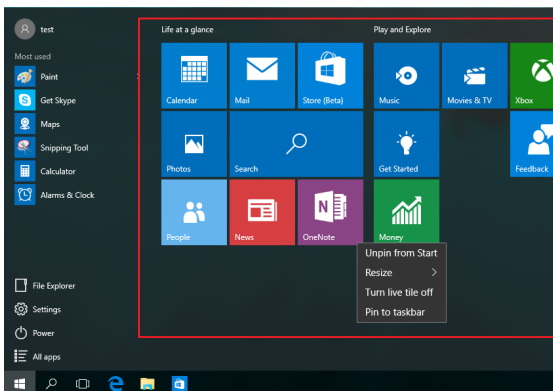 test
Most used
Paint
Get Skype
Maps
Snipping Tool
Calculator
Alarms & Clock
File Explorer
Settings
Power
All apps
Life at a glance
Calendar
Mail
Store (Beta)
Photos
Search
People
News
OneNote
Play and Explore
Music
Movies & TV
Xbox
Get Started
Feedback
Money
Unpin from Start
Resize
Turn live tile off
Pin to taskbar